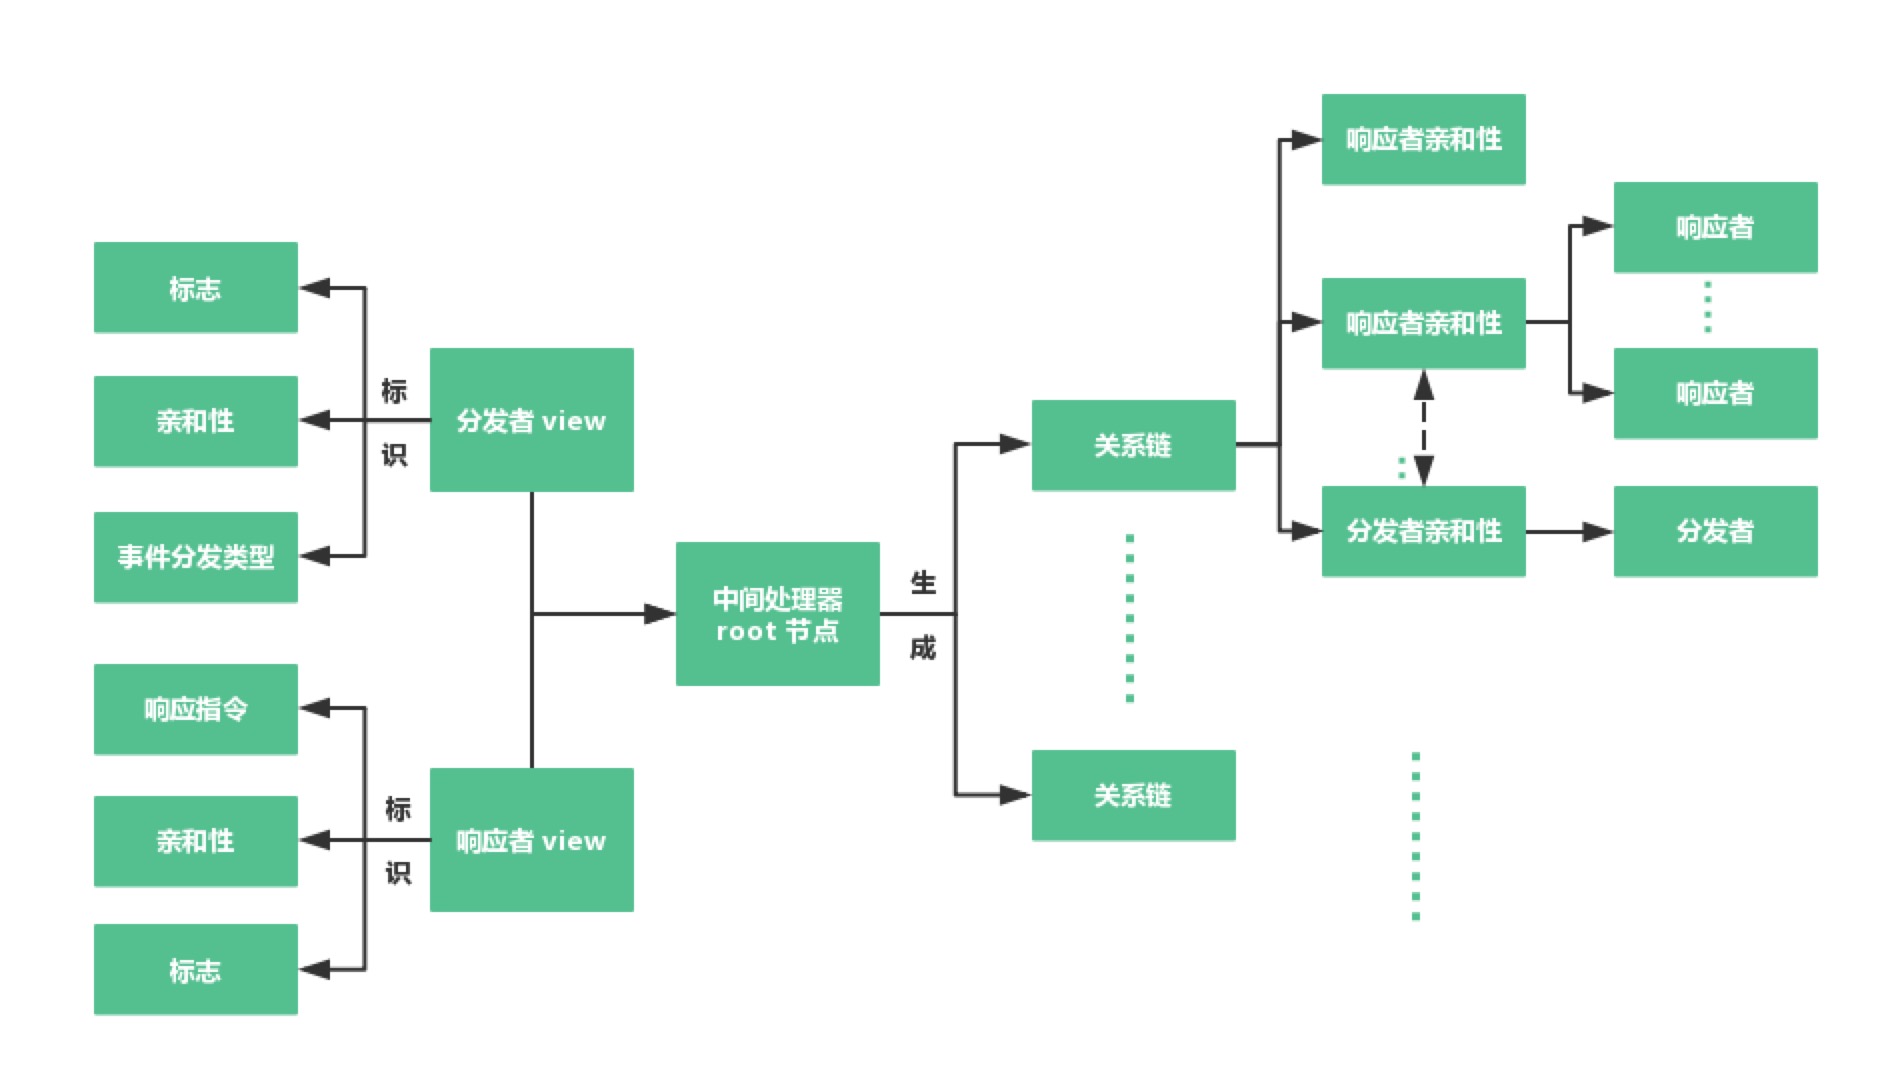 标志
亲和性
事件分发类型
标
识
分发者 view
响应指令
亲和性
标志
标
识
响应者 view
中间处理器
root 节点
生
成
关系链
关系链
响应者亲和性
响应者亲和性
分发者亲和性
响应者
响应者
分发者